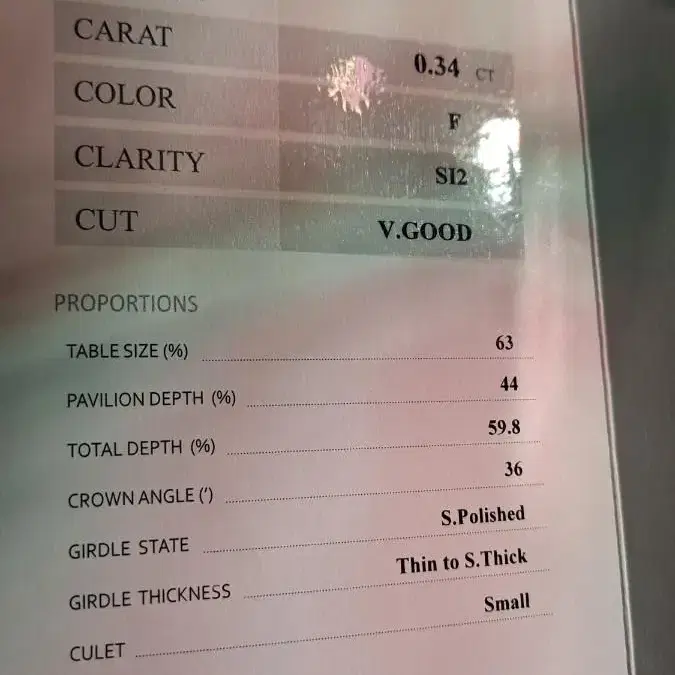 CARAT 0.34 CT
COLOR F
CLARITY SI2
CUT V.GOOD
PROPORTIONS
TABLE SIZE (%) 63
PAVILION DEPTH (%) 44
TOTAL DEPTH (%) 59.8
CROWN ANGLE (') 36
GIRDLE STATE S.Polished
GIRDLE THICKNESS Thin to S.Thick
CULET Small